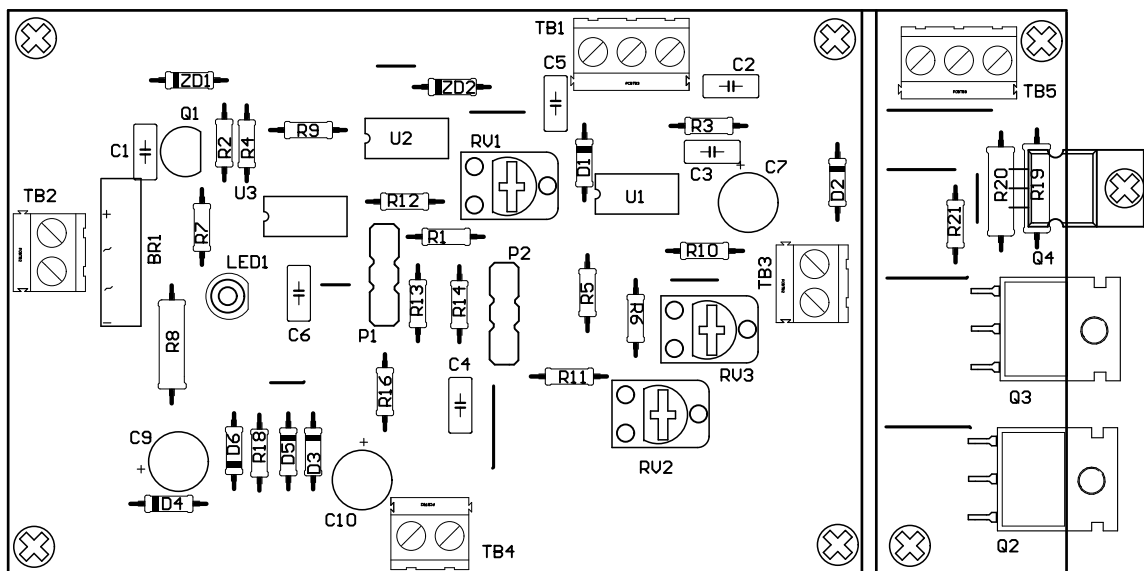 TB1
C5
C2
ZD1
ZD2
TB5
Q1
R2
R4
R9
U2
RV1
D1
R3
C3
C7
C1
U3
TB2
R12
U1
D2
R20
R19
R21
+
~
~
−
BR1
R7
R1
R10
Q4
LED1
P2
TB3
R13
R14
R5
R6
C6
P1
R8
C4
RV3
R16
R11
Q3
C9
+
D6
R18
D5
D3
+
RV2
D4
C10
TB4
Q2
+